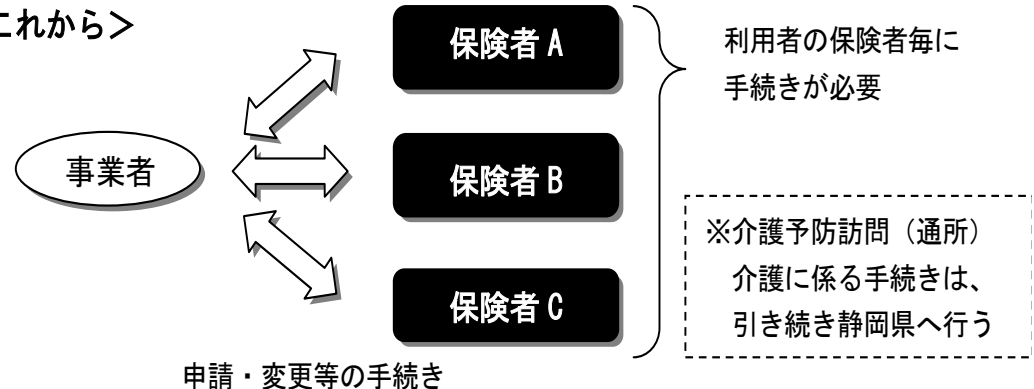 これから＞
保険者A
利用者の保険者毎に
手続きが必要
事業者
保険者B
※介護予防訪問（通所）
介護に係る手続きは、
引き続き静岡県へ行う
保険者C
申請・変更等の手続き